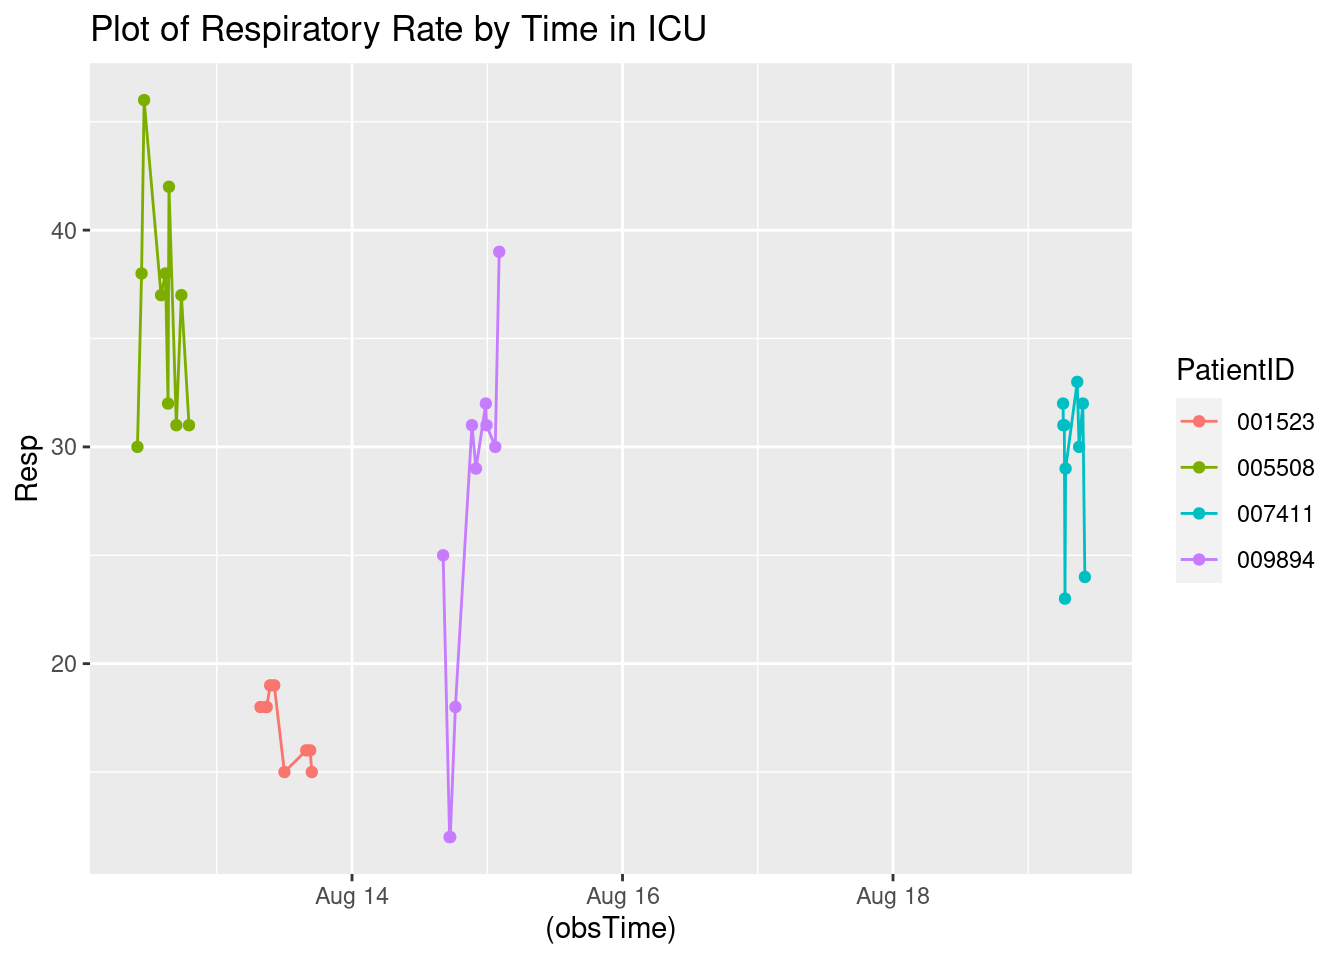 Plot of Respiratory Rate by Time in ICU
40
30
20
Resp
Aug 14
Aug 16
Aug 18
(obsTime)
PatientID
001523
005508
007411
009894